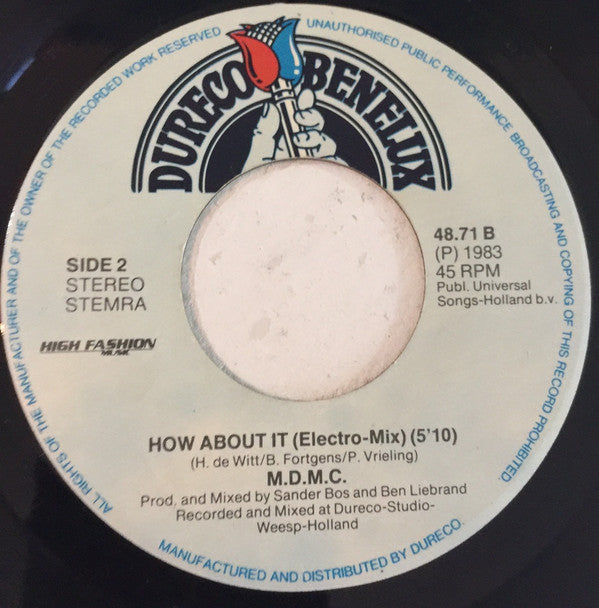 ALL RIGHTS OF THE MANUFACTURER AND OF THE OWNER OF THE RECORDED WORK RESERVED
UNAUTHORISED PUBLIC PERFORMANCE BROADCASTING AND COPYING OF THIS RECORD PROHIBITED.
DURECO BENELUX
SIDE 2
STEREO
STEMRA
HIGH FASHION
MUSIC
48.71 B
(P) 1983
45 RPM
Publ. Universal
Songs-Holland b.v.
HOW ABOUT IT (Electro-Mix) (5'10)
(H. de Witt/B. Fortgens/P. Vrieling)
M.D.M.C.
Prod. and Mixed by Sander Bos and Ben Liebrand
Recorded and Mixed at Dureco-Studio-
Weesp-Holland
MANUFACTURED AND DISTRIBUTED BY DURECO.